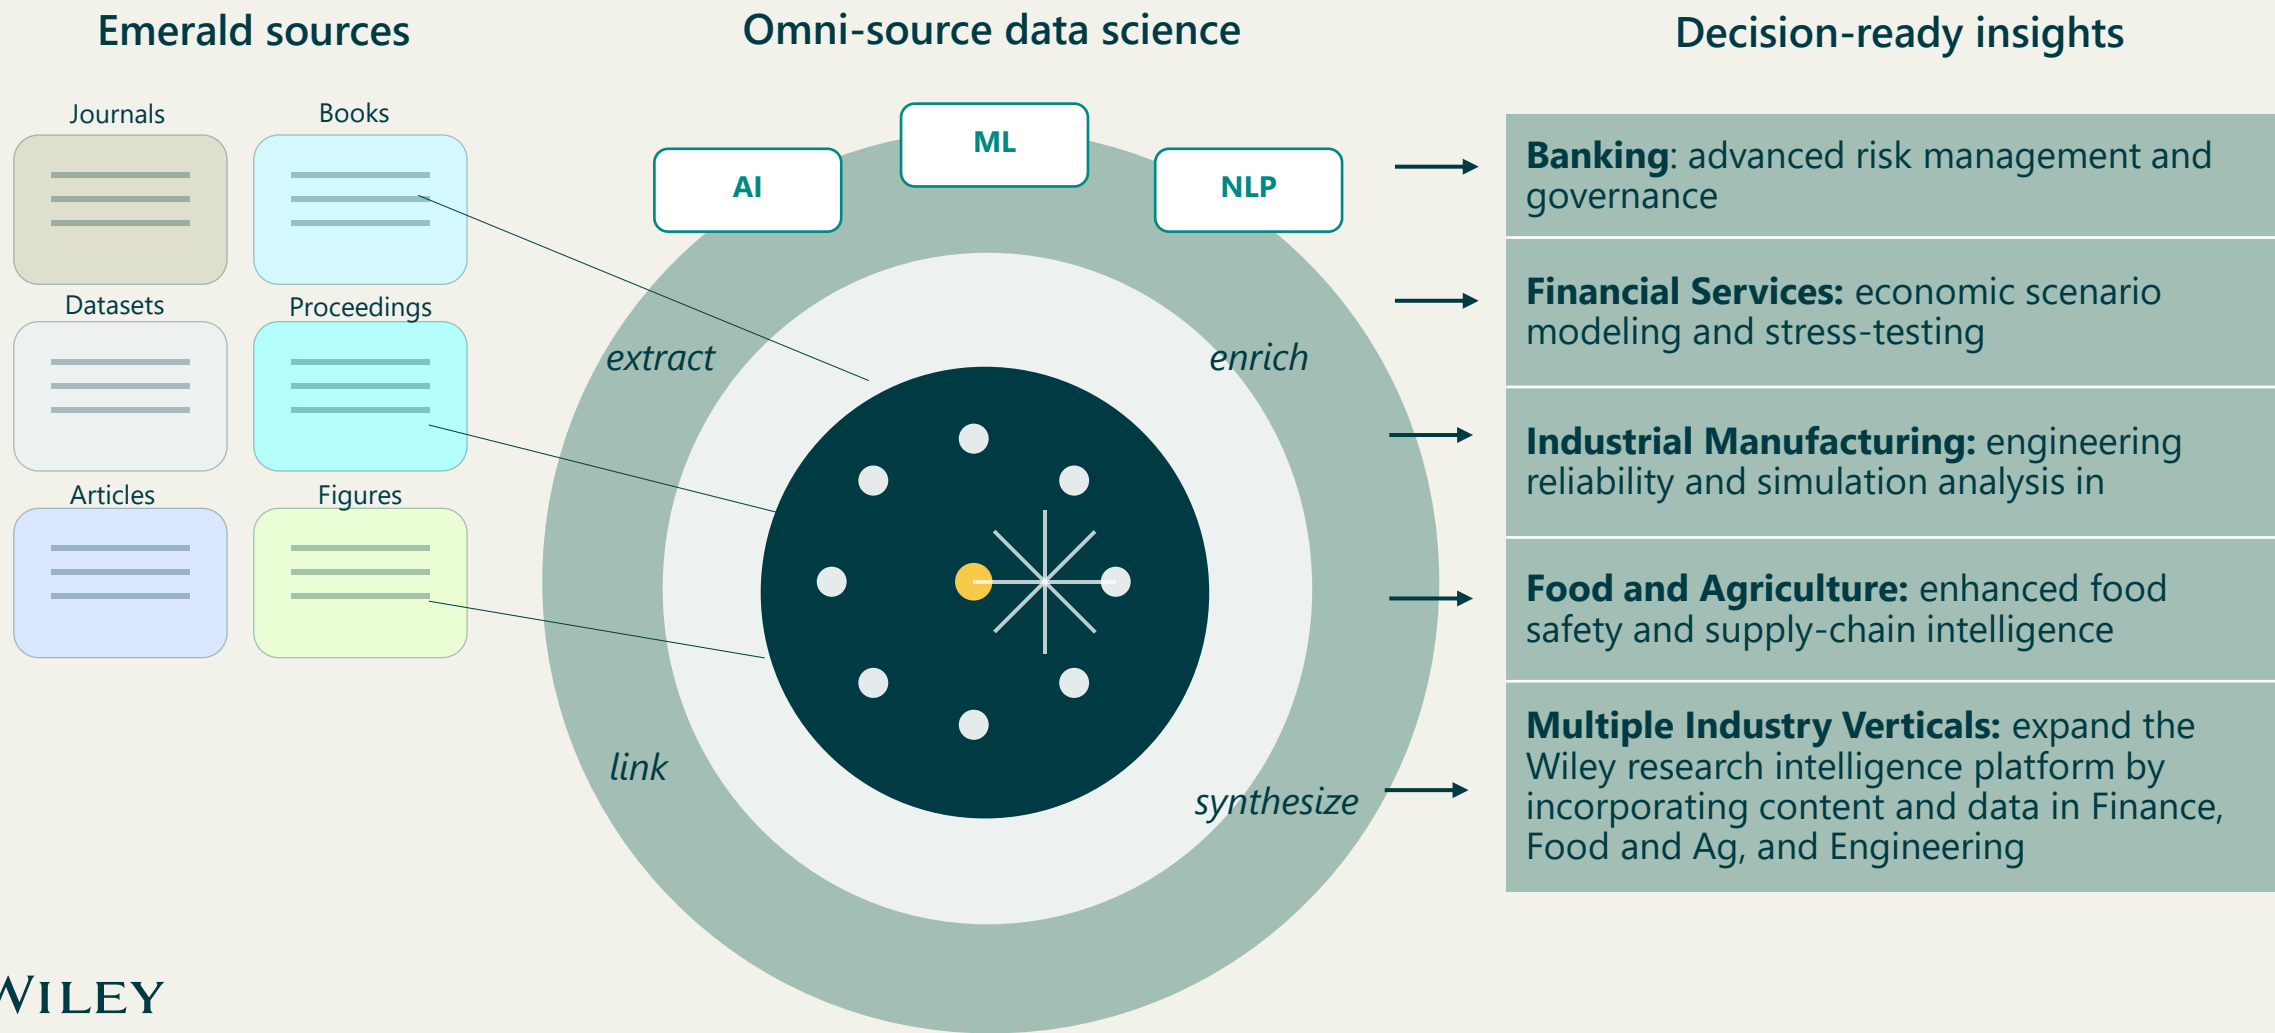 Emerald sources
Omni-source data science
Decision-ready insights
Journals
Books
Datasets
Proceedings
Articles
Figures
AI
ML
NLP
extract
enrich
link
synthesize
Banking: advanced risk management and
governance
Financial Services: economic scenario
modeling and stress-testing
Industrial Manufacturing: engineering
reliability and simulation analysis in
Food and Agriculture: enhanced food
safety and supply-chain intelligence
Multiple Industry Verticals: expand the
Wiley research intelligence platform by
incorporating content and data in Finance,
Food and Ag, and Engineering
WILEY